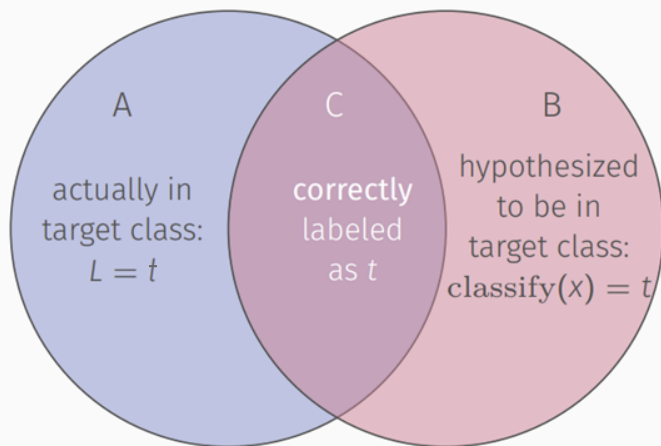 A
actually in
target class:
L = t
C
correctly
labeled
as t
B
hypothesized
to be in
target class:
classify(x) = t